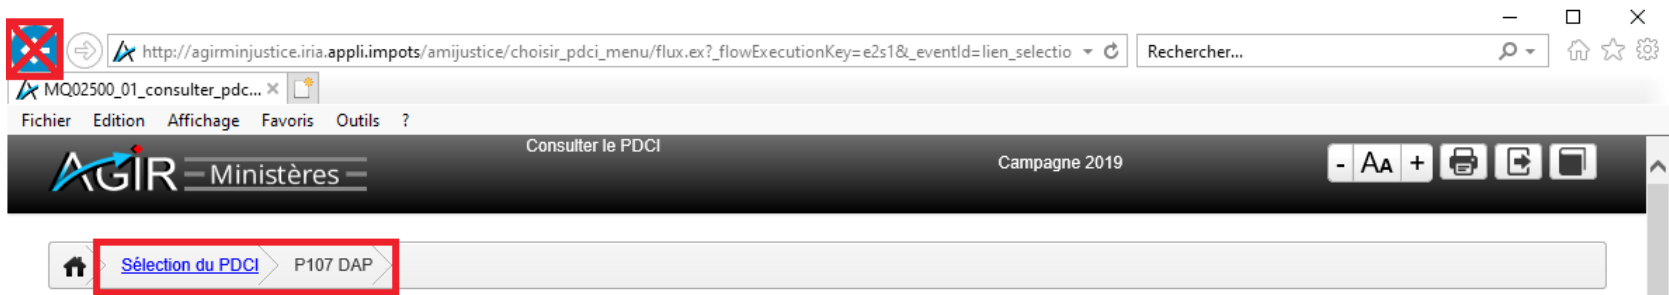 http://agirminjustice.iria.appli.impots/amijustice/choisir_pdci_menu/flux.ex?_flowExecutionKey=e2s1&_eventId=lien_selectio Rechercher...
MQ02500_01_consulter_pdc...
Fichier Edition Affichage Favoris Outils ?
Consulter le PDCI
AGIR Ministères Campagne 2019 - AA +
Sélection du PDCI P107 DAP